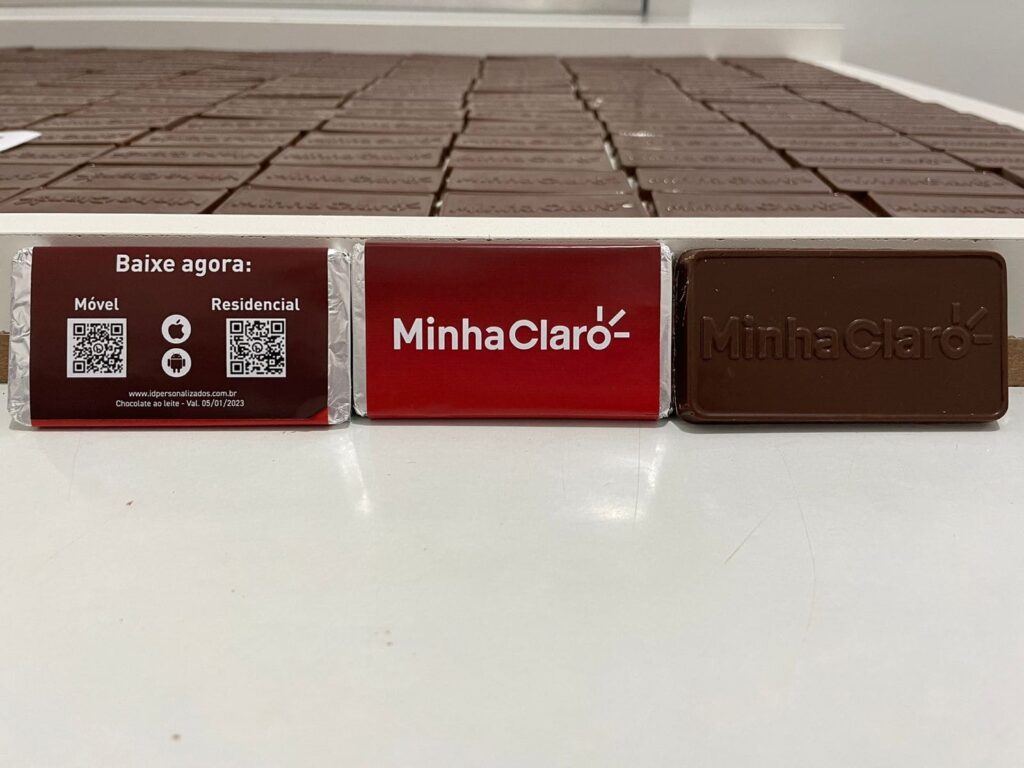 Baixe agora:
Móvel
Residencial
www.idpersonalizados.com.br
Chocolate ao leite - Val. 05/01/2023
MinhaClaro
MinhaClaro